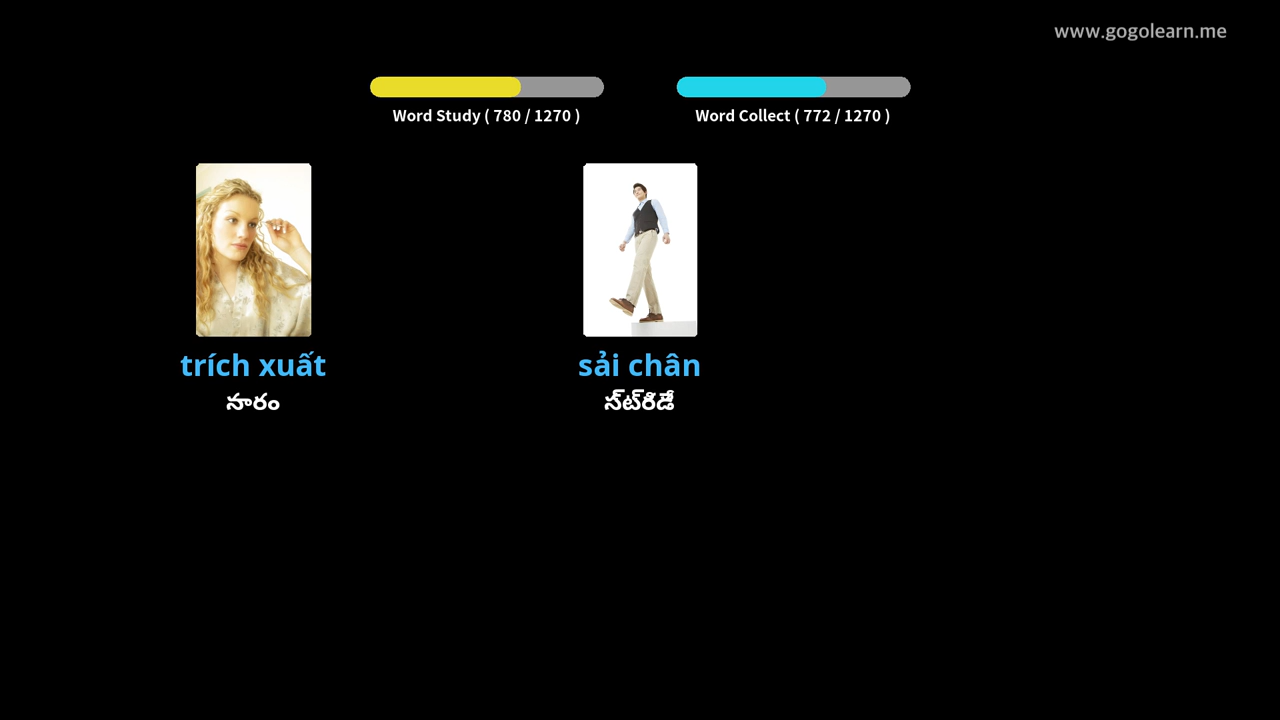 www.gogolearn.me
Word Study ( 780 / 1270 )
Word Collect ( 772 / 1270 )
trích xuất
సారం
sải chân
స్ట్రిడే